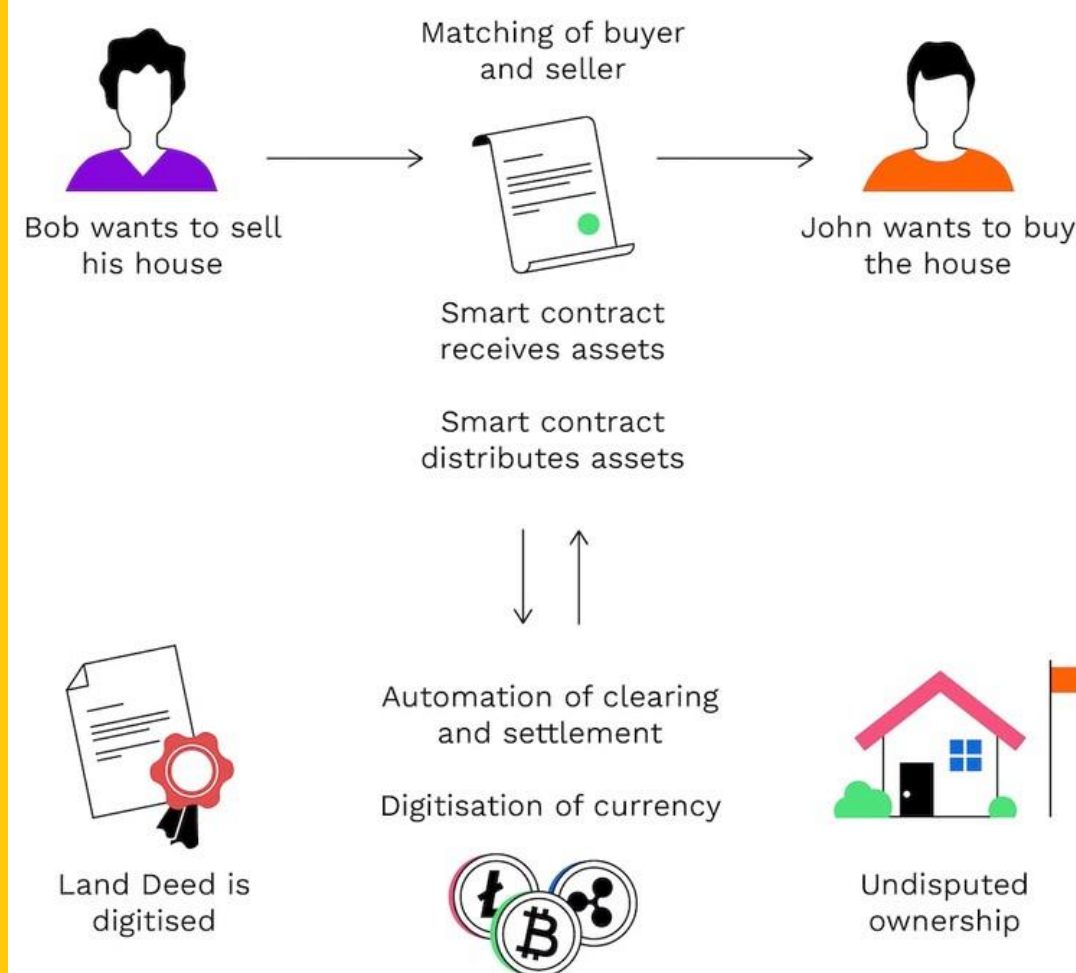 Matching of buyer
and seller
Bob wants to sell
his house
John wants to buy
the house
Smart contract
receives assets
Smart contract
distributes assets
Automation of clearing
and settlement
Digitisation of currency
Land Deed is
digitised
Undisputed
ownership